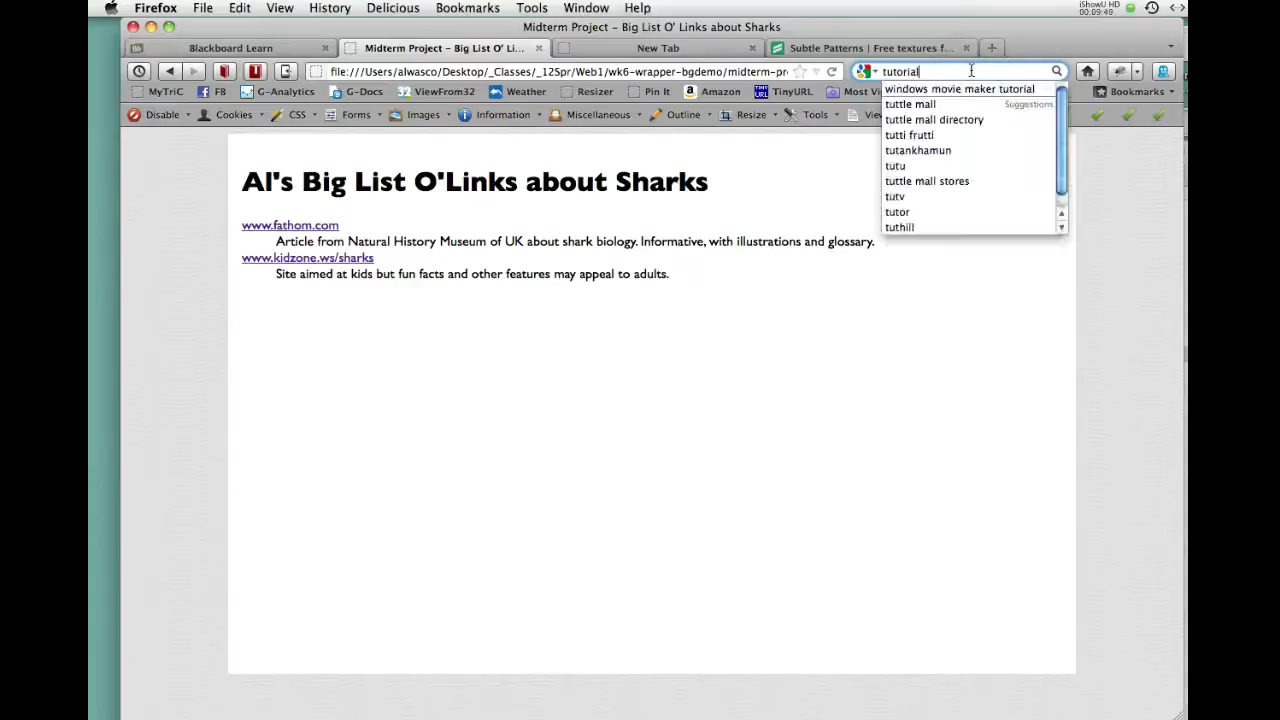 Firefox File Edit View History Delicious Bookmarks Tools Window Help iShowU HD 00:09:49
Midterm Project - Big List O' Links about Sharks
Blackboard Learn Midterm Project - Big List O' Li... New Tab Subtle Patterns | Free textures f...
file:///Users/alwasco/Desktop/_Classes/_12Spr/Web1/wk6-wrapper-bgdemo/midterm-pr tutorial
MyTriC FB G-Analytics G-Docs ViewFrom32 Weather Resizer Pin It Amazon TinyURL Most Vi Bookmarks
Disable Cookies CSS Forms Images Information Miscellaneous Outline Resize Tools Vie
windows movie maker tutorial
tuttle mall Suggestions
tuttle mall directory
tutti frutti
tutankhamun
tutu
tuttle mall stores
tutv
tutor
tuthill
Al's Big List O'Links about Sharks
www.fathom.com
Article from Natural History Museum of UK about shark biology. Informative, with illustrations and glossary.
www.kidzone.ws/sharks
Site aimed at kids but fun facts and other features may appeal to adults.